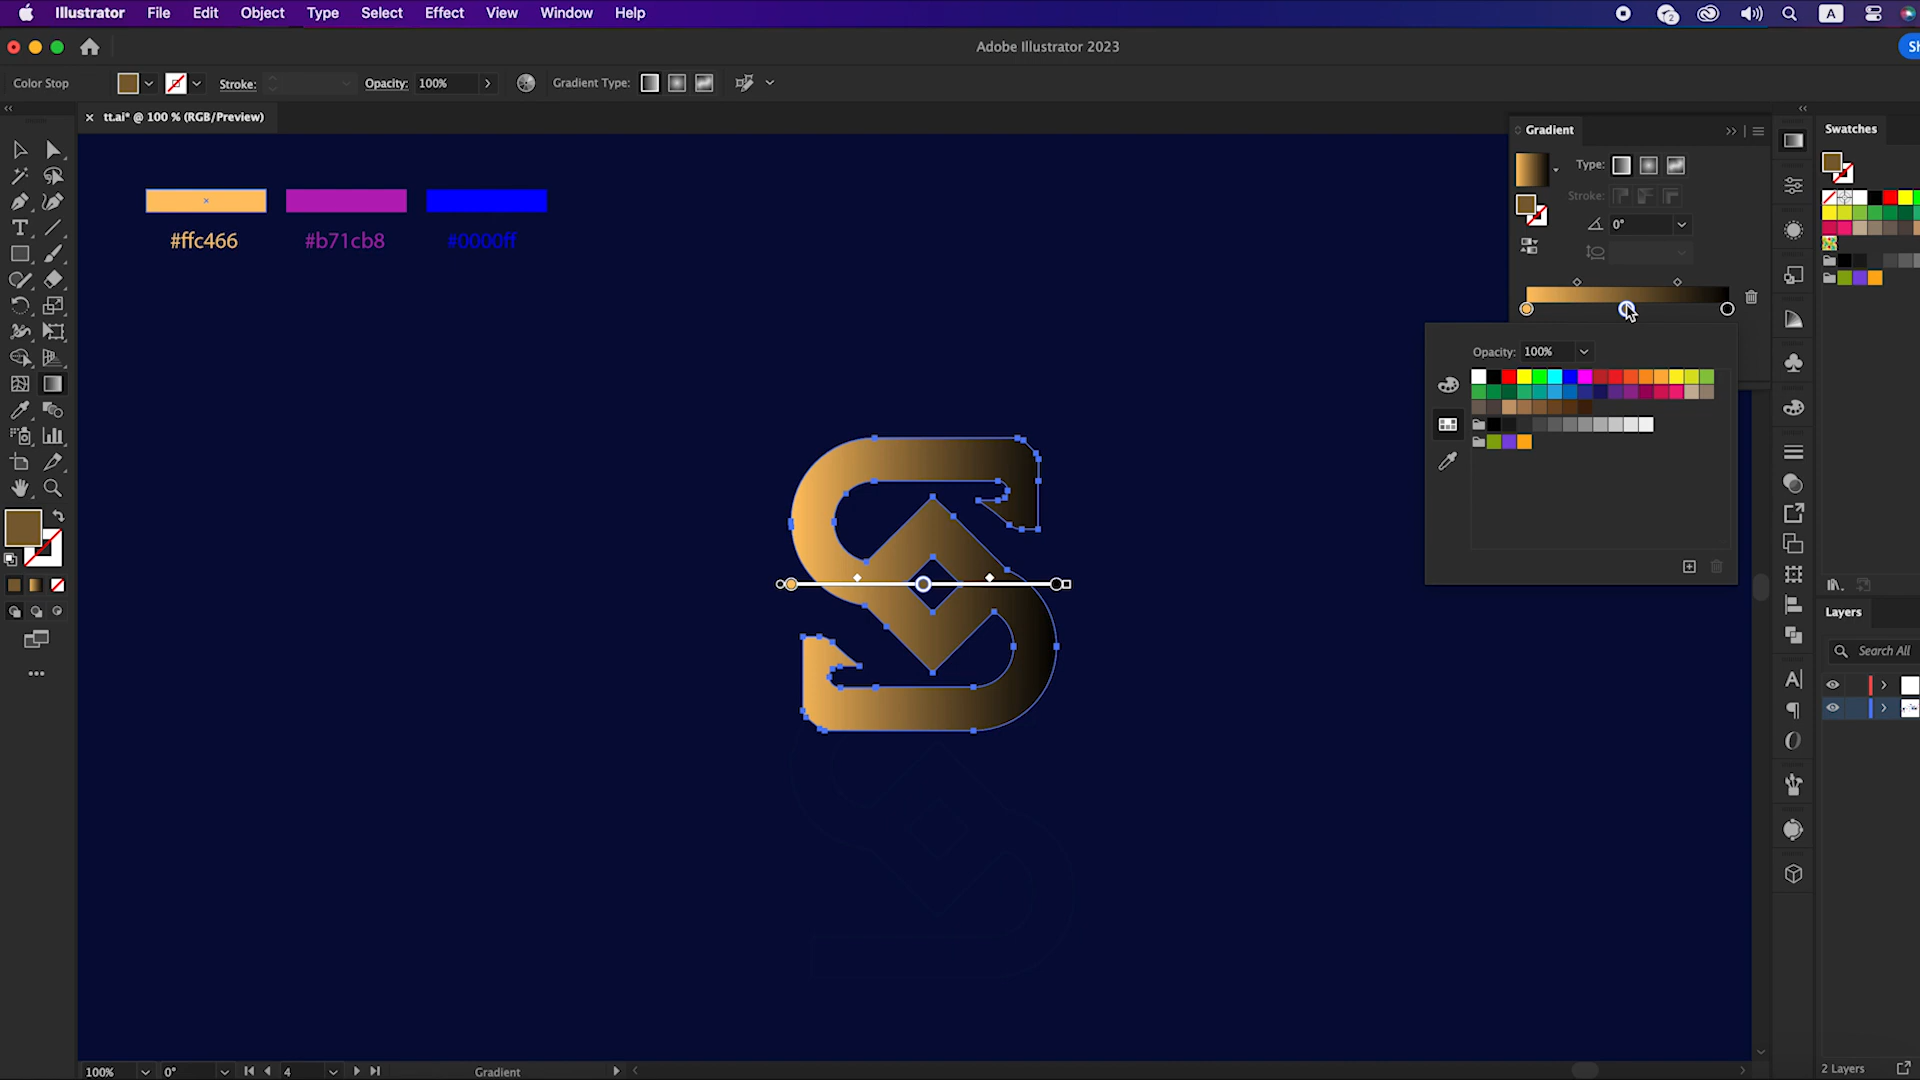 Illustrator File Edit Object Type Select Effect View Window Help
2
A
Adobe Illustrator 2023
Color Stop Stroke: Opacity: 100% Gradient Type:
tt.ai* @ 100 % (RGB/Preview)
#ffc466 #b71cb8 #0000ff
Gradient
Type:
Stroke:
0°
Opacity: 100%
Swatches
Layers
Search All
2 Layers
100% 0° 4 Gradient